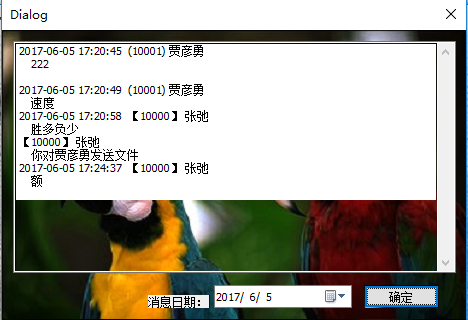 Dialog
2017-06-05 17:20:45 (10001) 贾彦勇
222
2017-06-05 17:20:49 (10001) 贾彦勇
速度
2017-06-05 17:20:58 【10000】张弛
胜多负少
【10000】张弛
你对贾彦勇发送文件
2017-06-05 17:24:37 【10000】张弛
额
消息日期： 2017/ 6/ 5 确定